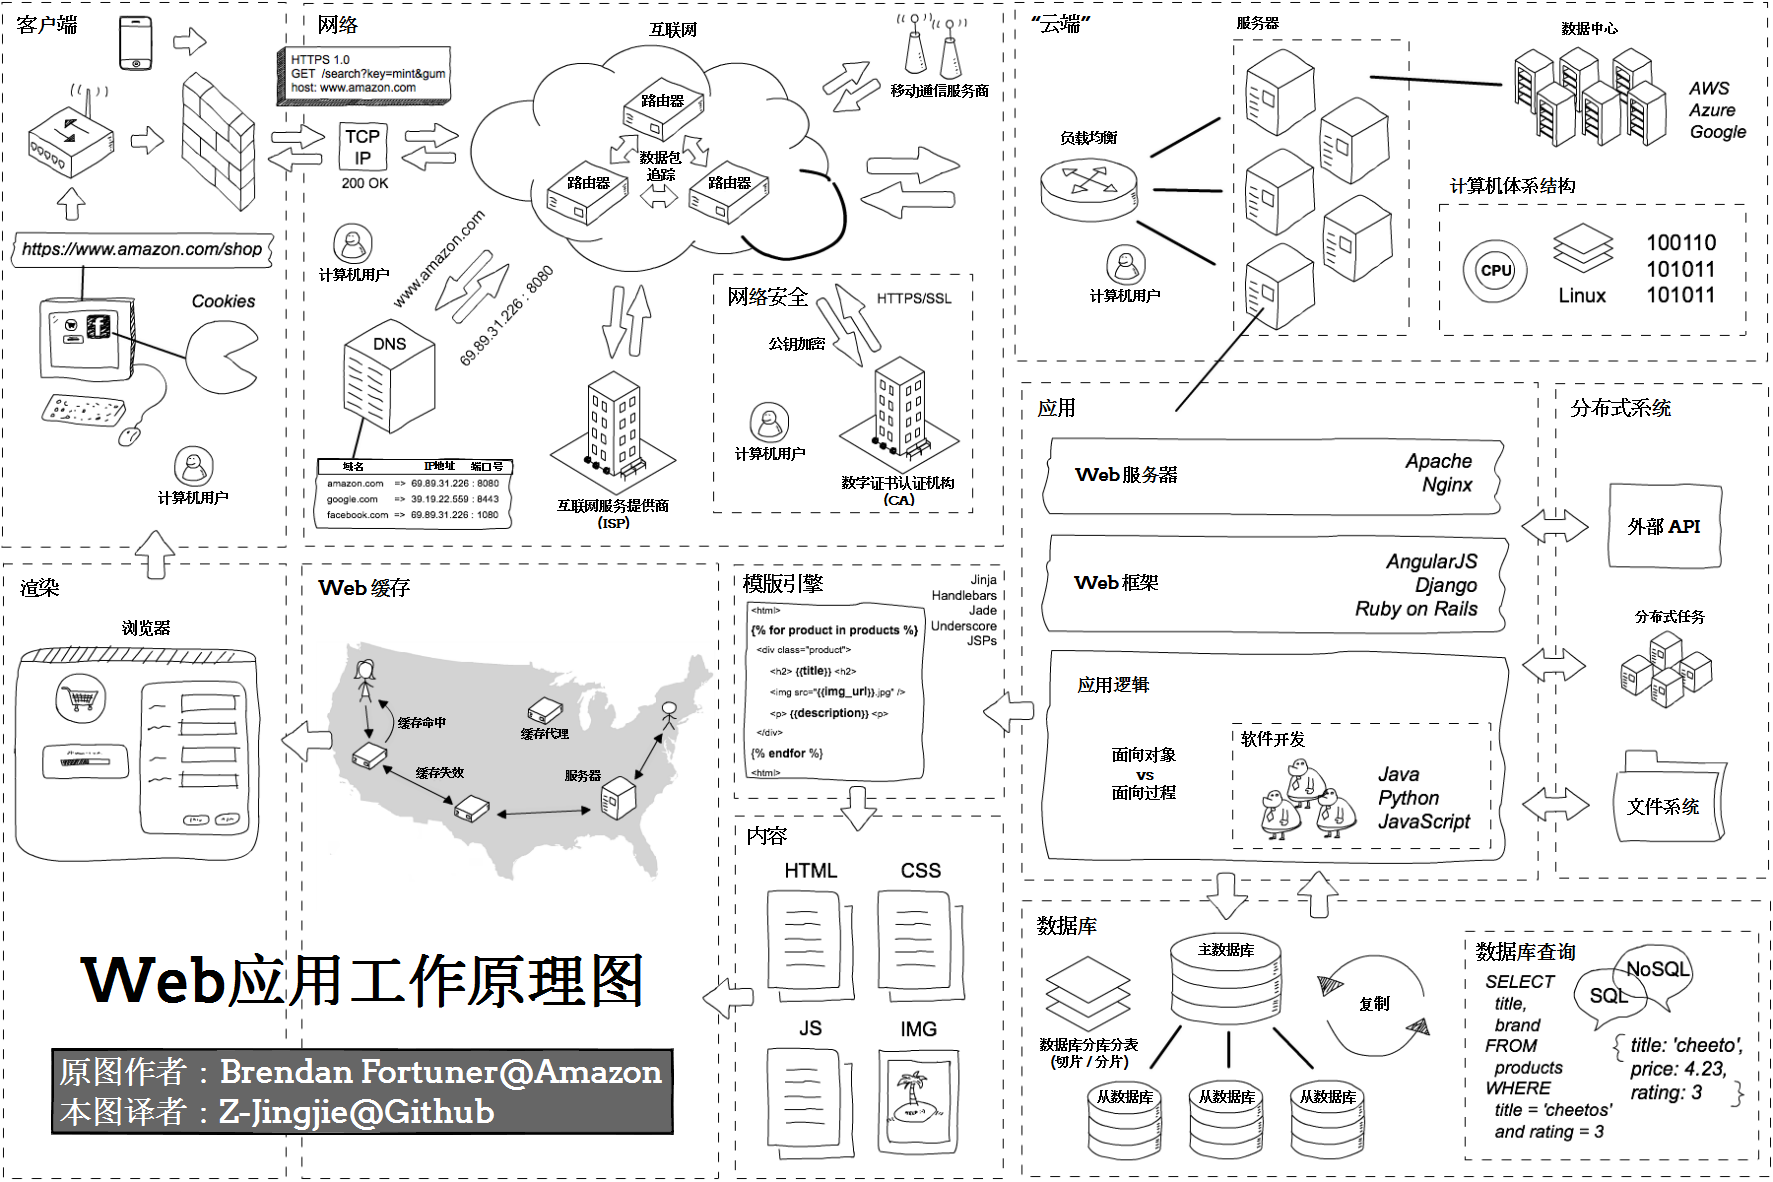 客户端
https://www.amazon.com/shop
Cookies
计算机用户
网络
HTTPS 1.0
GET /search?key=mint&gum
host: www.amazon.com
TCP
IP
200 OK
互联网
路由器
数据包
追踪
路由器
路由器
移动通信服务商
计算机用户
www.amazon.com
69.89.31.226 : 8080
DNS
域名 IP地址 端口号
amazon.com => 69.89.31.226 : 8080
google.com => 39.19.22.559 : 8443
facebook.com => 69.89.31.226 : 1080
互联网服务提供商
(ISP)
网络安全
HTTPS/SSL
公钥加密
计算机用户
数字证书认证机构
(CA)
“云端”
服务器
数据中心
AWS
Azure
Google
负载均衡
计算机用户
计算机体系结构
CPU
Linux
100110
101011
101011
应用
Web 服务器
Apache
Nginx
Web 框架
AngularJS
Django
Ruby on Rails
应用逻辑
面向对象
vs
面向过程
软件开发
Java
Python
JavaScript
分布式系统
外部 API
分布式任务
文件系统
渲染
浏览器
Web 缓存
缓存命中
缓存代理
缓存失效
服务器
模版引擎
Jinja
Handlebars
Jade
Underscore
JSPs
<html>
{% for product in products %}
<div class="product">
<h2> {{title}} <h2>
<img src="{{img_url}}.jpg" />
<p> {{description}} <p>
</div>
{% endfor %}
<html>
内容
HTML
CSS
JS
IMG
HELP :-)
数据库
主数据库
复制
数据库分库分表
(切片 / 分片)
从数据库
从数据库
从数据库
数据库查询
SELECT
title,
brand
FROM
products
WHERE
title = 'cheetos'
and rating = 3
NoSQL
SQL
{ title: 'cheeto',
price: 4.23,
rating: 3 }
Web应用工作原理图
原图作者：Brendan Fortuner@Amazon
本图译者：Z-Jingjie@Github